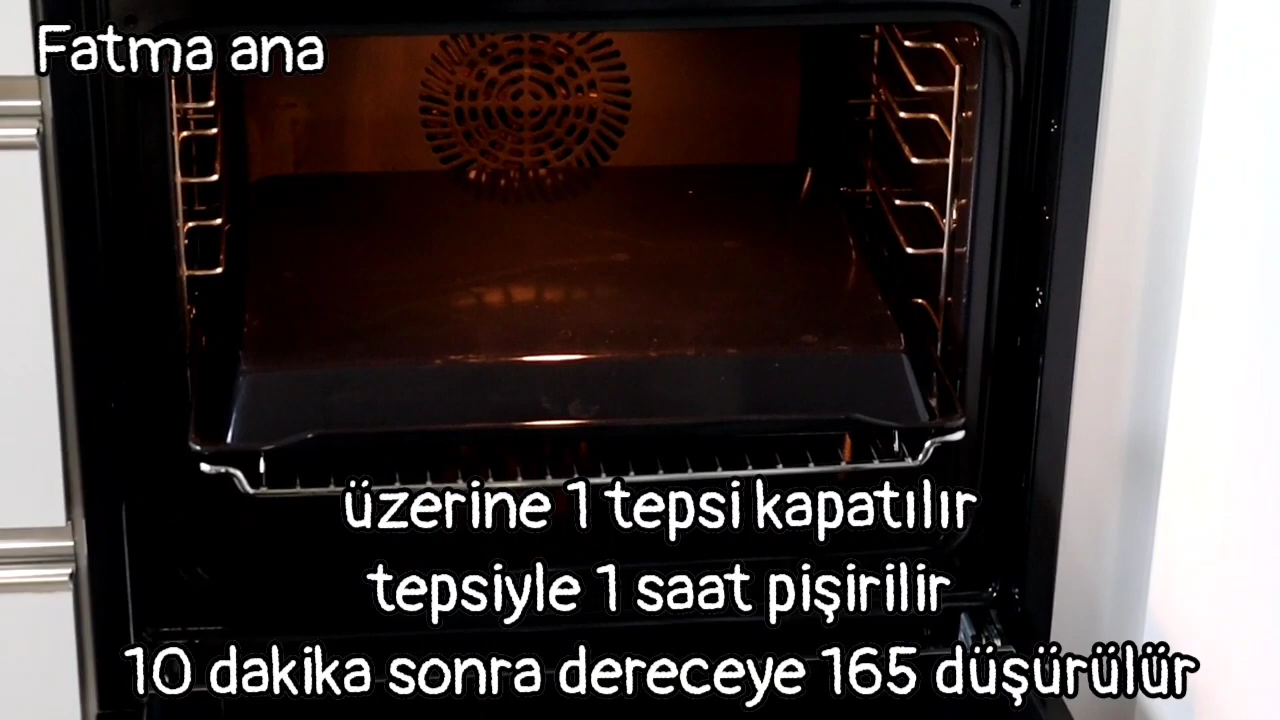 Fatma ana
üzerine 1 tepsi kapatılır
tepsiyle 1 saat pişirilir
10 dakika sonra dereceye 165 düşürülür